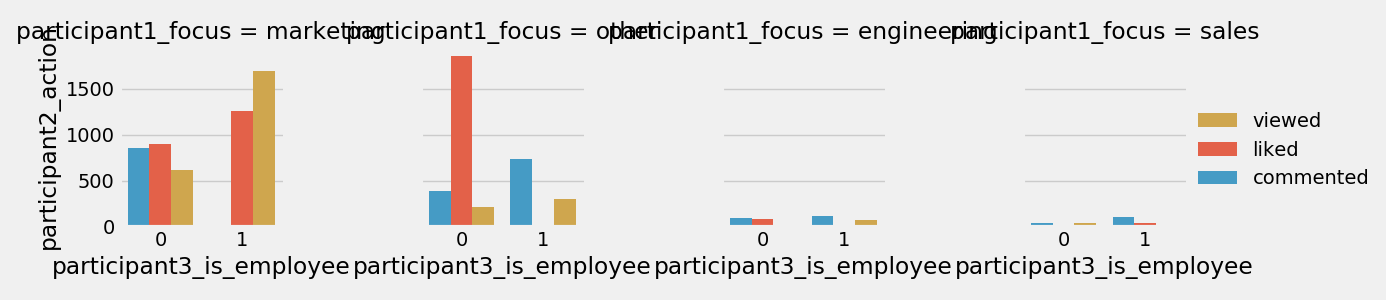 participant1_focus = marketing
participant1_focus = other
participant1_focus = engineering
participant1_focus = sales
participant2_action
1500
1000
500
0
0 1
0 1
0 1
0 1
participant3_is_employee
participant3_is_employee
participant3_is_employee
participant3_is_employee
viewed
liked
commented